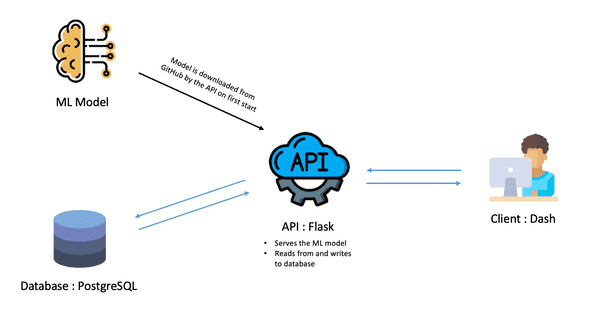 Model is downloaded from
GitHub by the API on first start
ML Model
API
API : Flask
• Serves the ML model
• Reads from and writes
to database
Client : Dash
Database : PostgreSQL